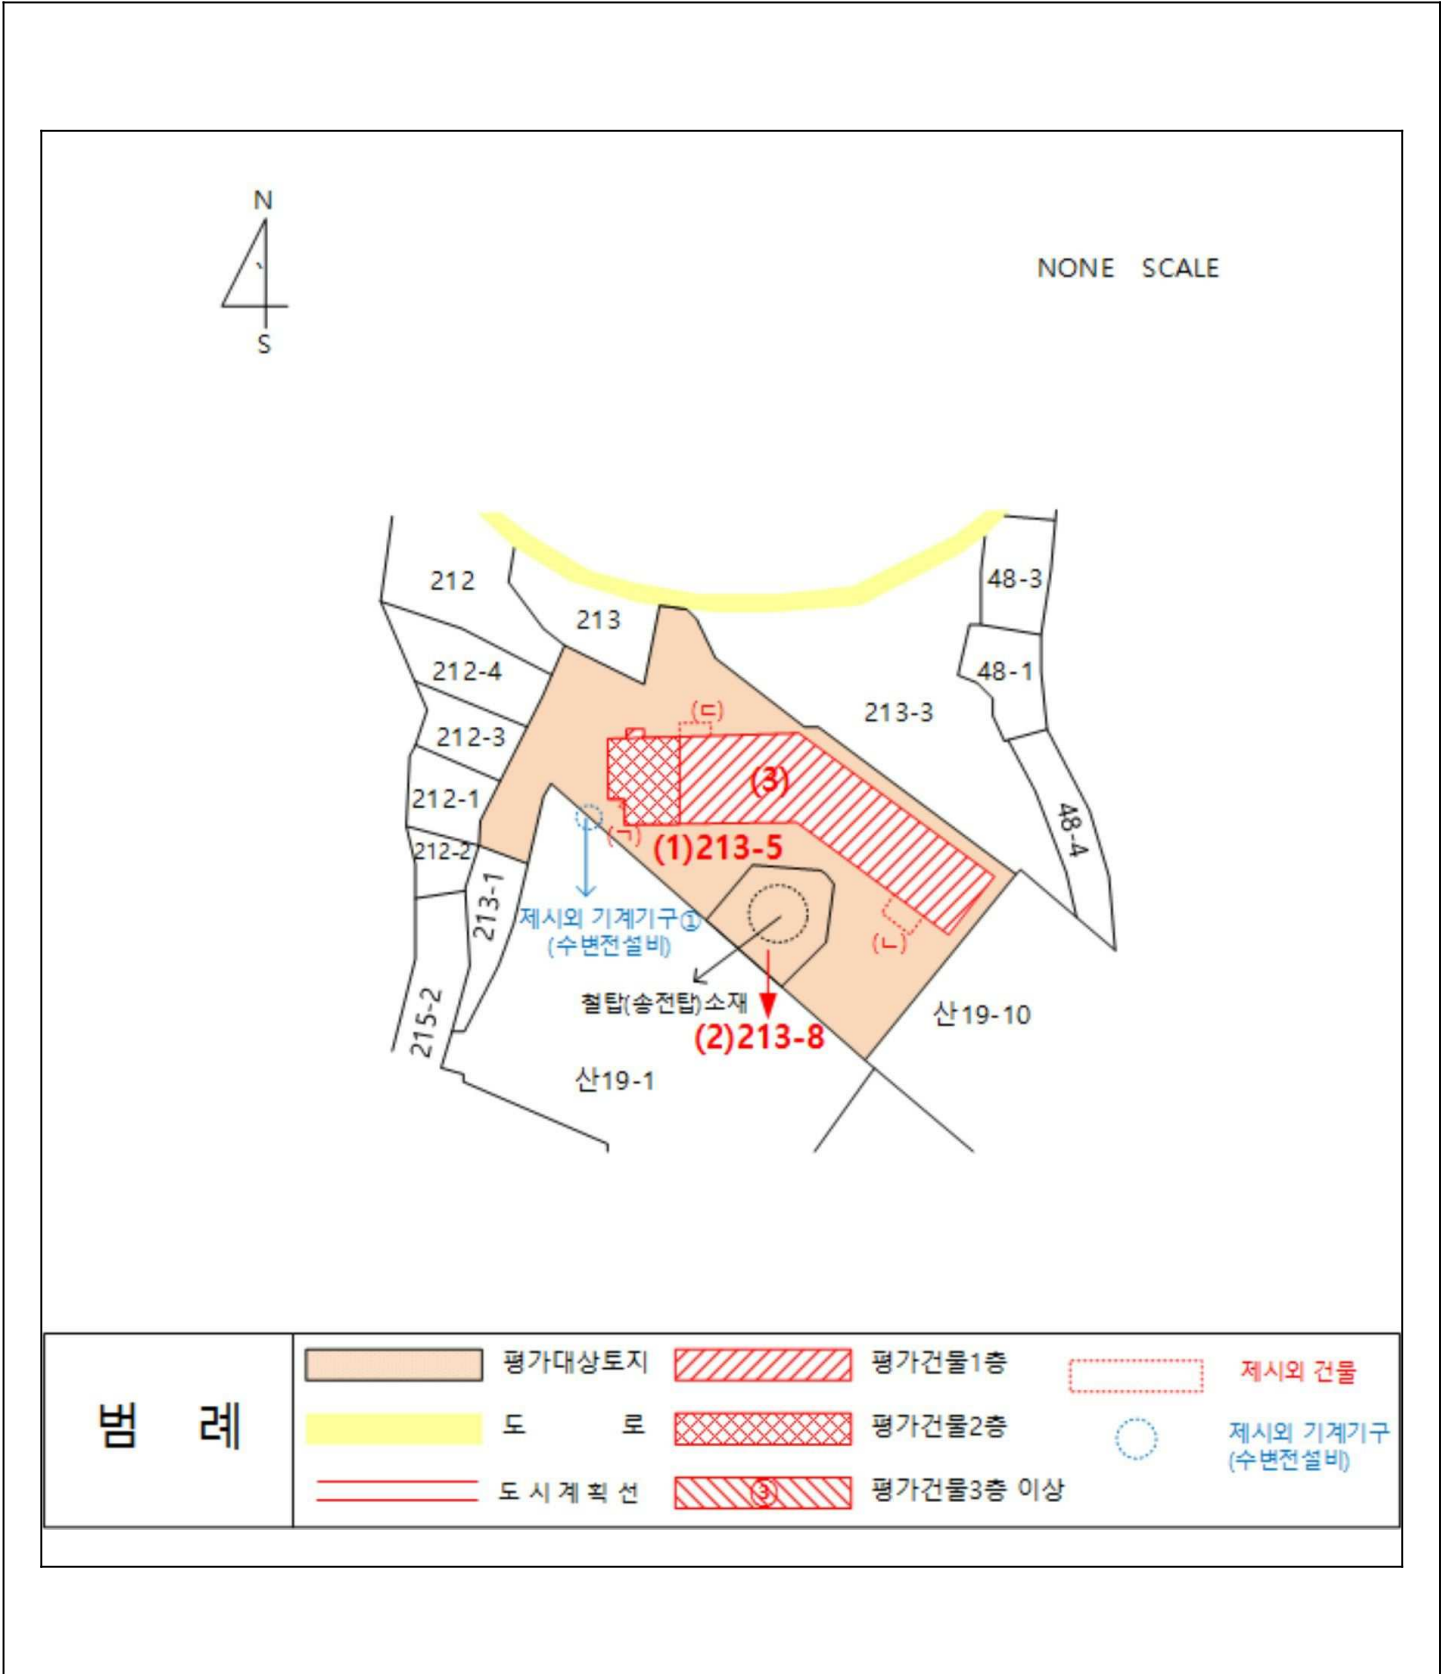 N
NONE SCALE
S
212
48-3
213
48-1
212-4
213-3
(ㄷ)
212-3
(3)
212-1
48-4
(ㄱ)
(1)213-5
212-2
213-1
제시외 기계기구①
(수변전설비)
(ㄴ)
철탑(송전탑)소재
215-2
산19-10
(2)213-8
산19-1
범 례
평가대상토지
평가건물1층
제시외 건물
도 로
평가건물2층
제시외 기계기구
(수변전설비)
도 시 계 획 선
③
평가건물3층 이상